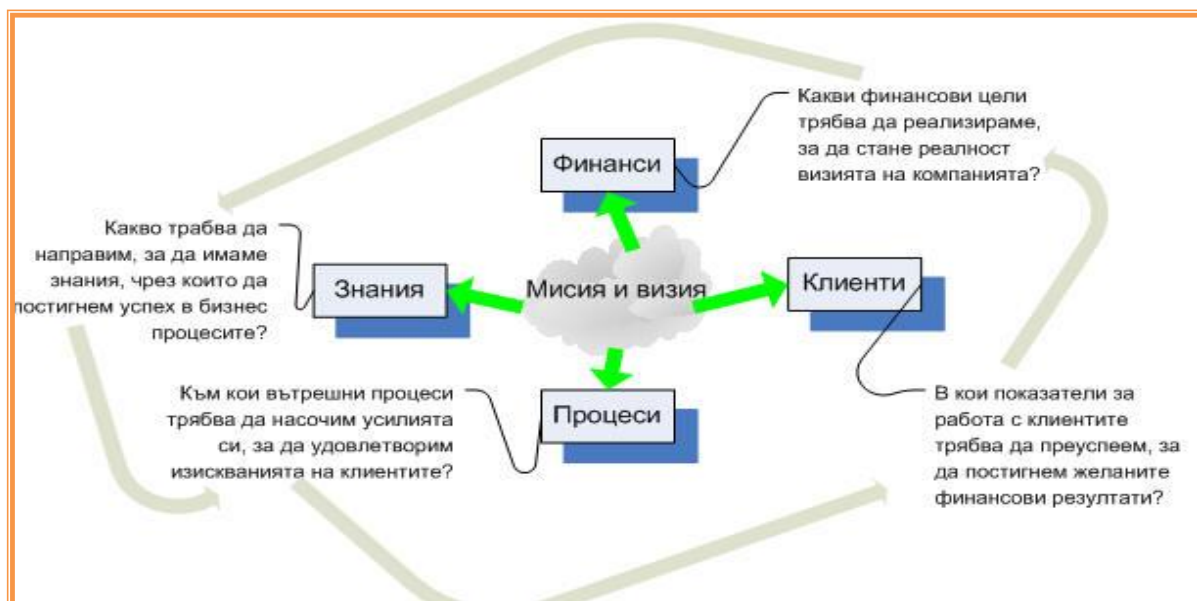 Какви финансови цели
трябва да реализираме,
за да стане реалност
визията на компанията?
Финанси
Какво трабва да
направим, за да имаме
знания, чрез които да
постигнем успех в бизнес
процесите?
Знания
Мисия и визия
Клиенти
Към кои вътрешни процеси
трябва да насочим усилията
си, за да удовлетворим
изискванията на клиентите?
Процеси
В кои показатели за
работа с клиентите
трябва да преуспеем, за
да постигнем желаните
финансови резултати?